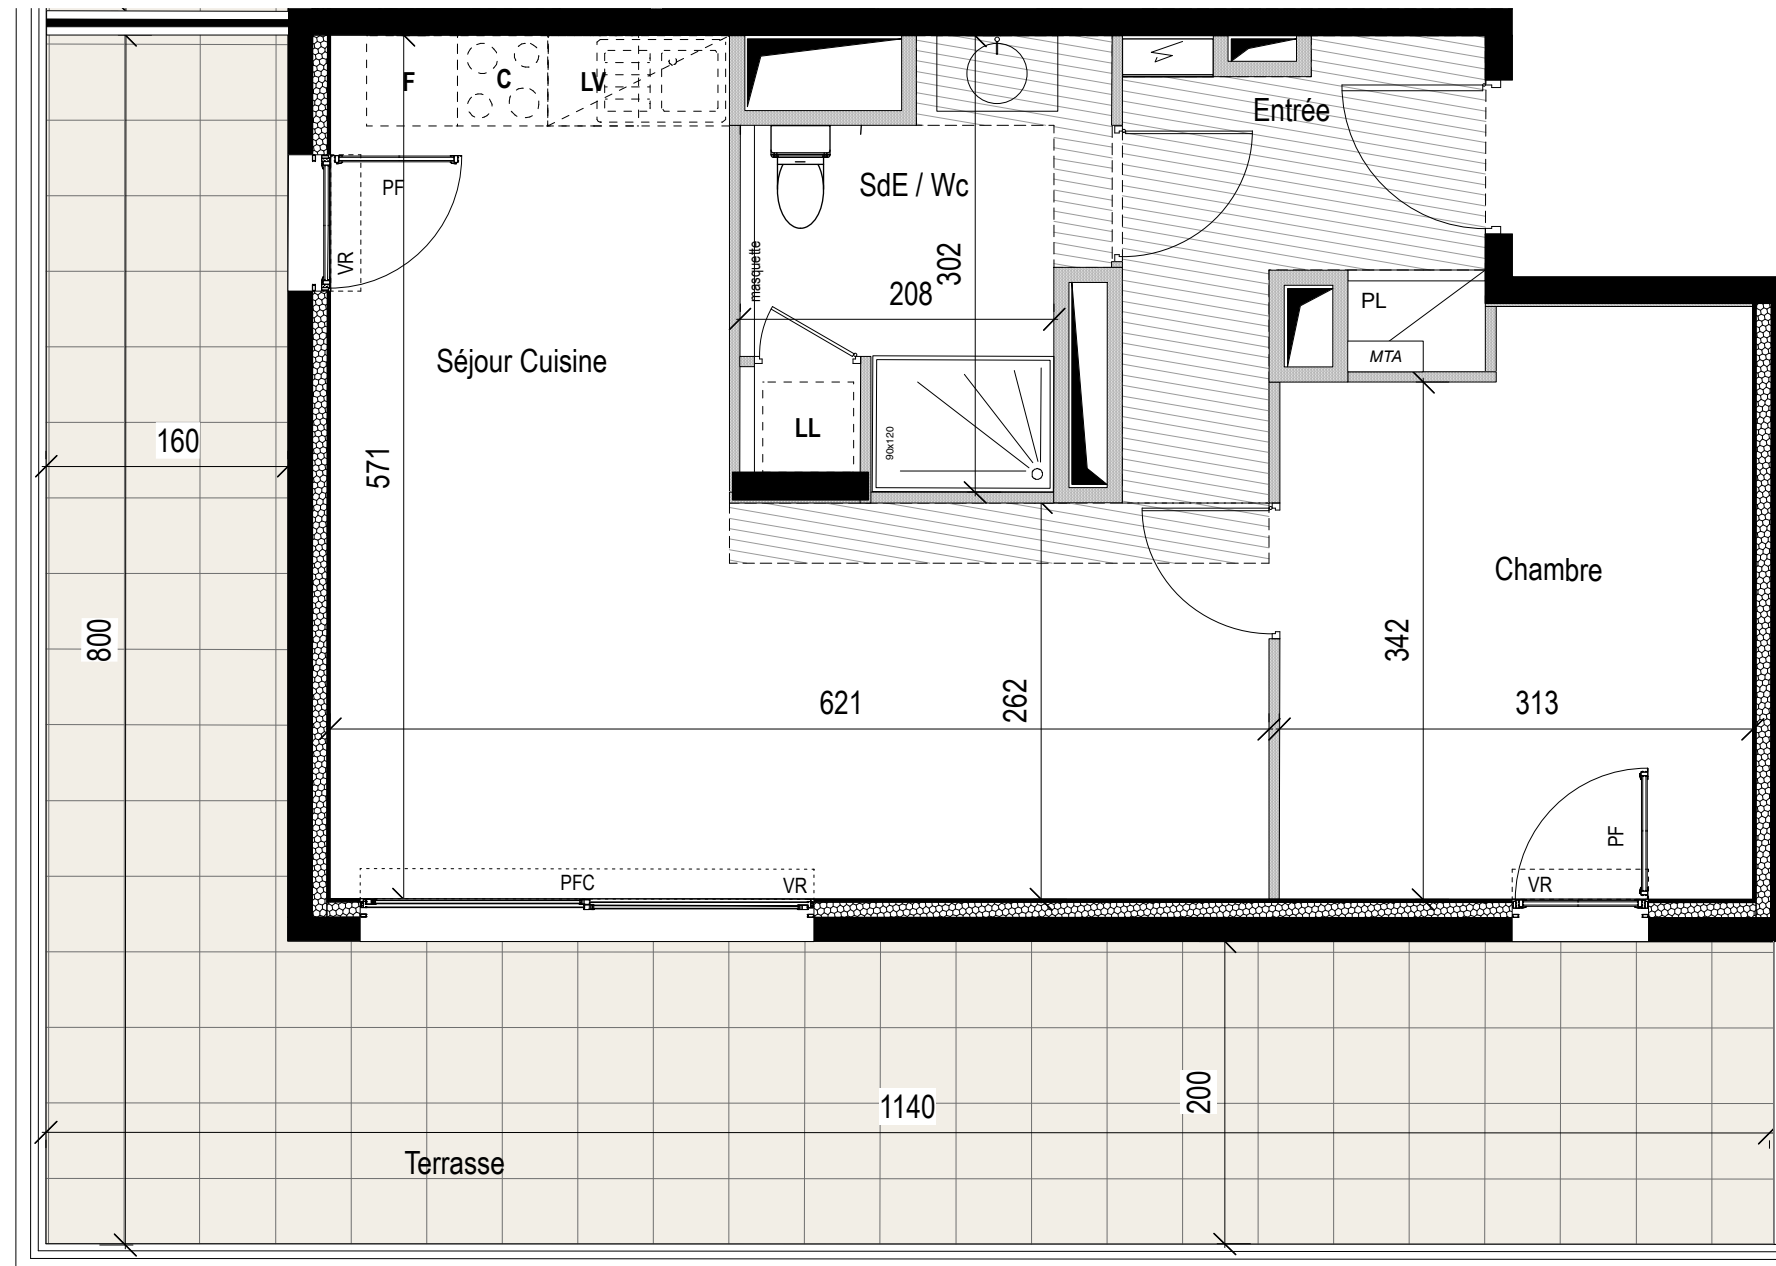 F
C
LV
Entrée
PF
SdE / Wc
VR
masquette
302
208
PL
MTA
Séjour Cuisine
LL
90x120
160
571
Chambre
800
342
621
262
313
PF
PFC
VR
VR
1140
200
Terrasse